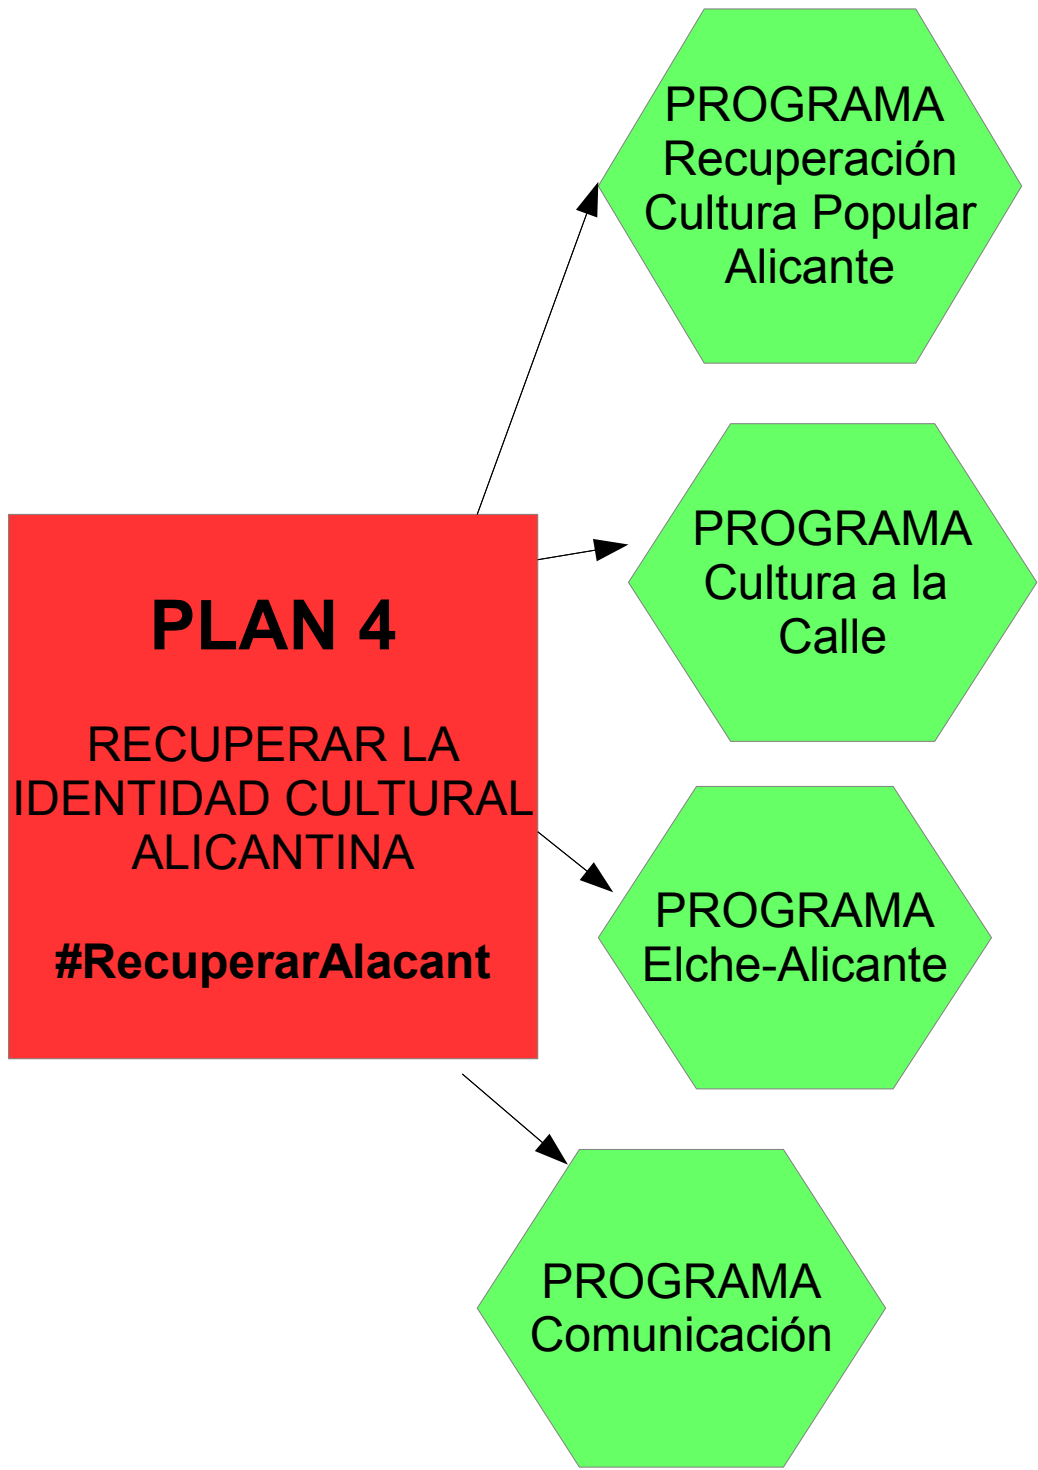 PROGRAMA
Recuperación
Cultura Popular
Alicante
PROGRAMA
Cultura a la
Calle
PLAN 4
RECUPERAR LA
IDENTIDAD CULTURAL
ALICANTINA
#RecuperarAlacant
PROGRAMA
Elche-Alicante
PROGRAMA
Comunicación